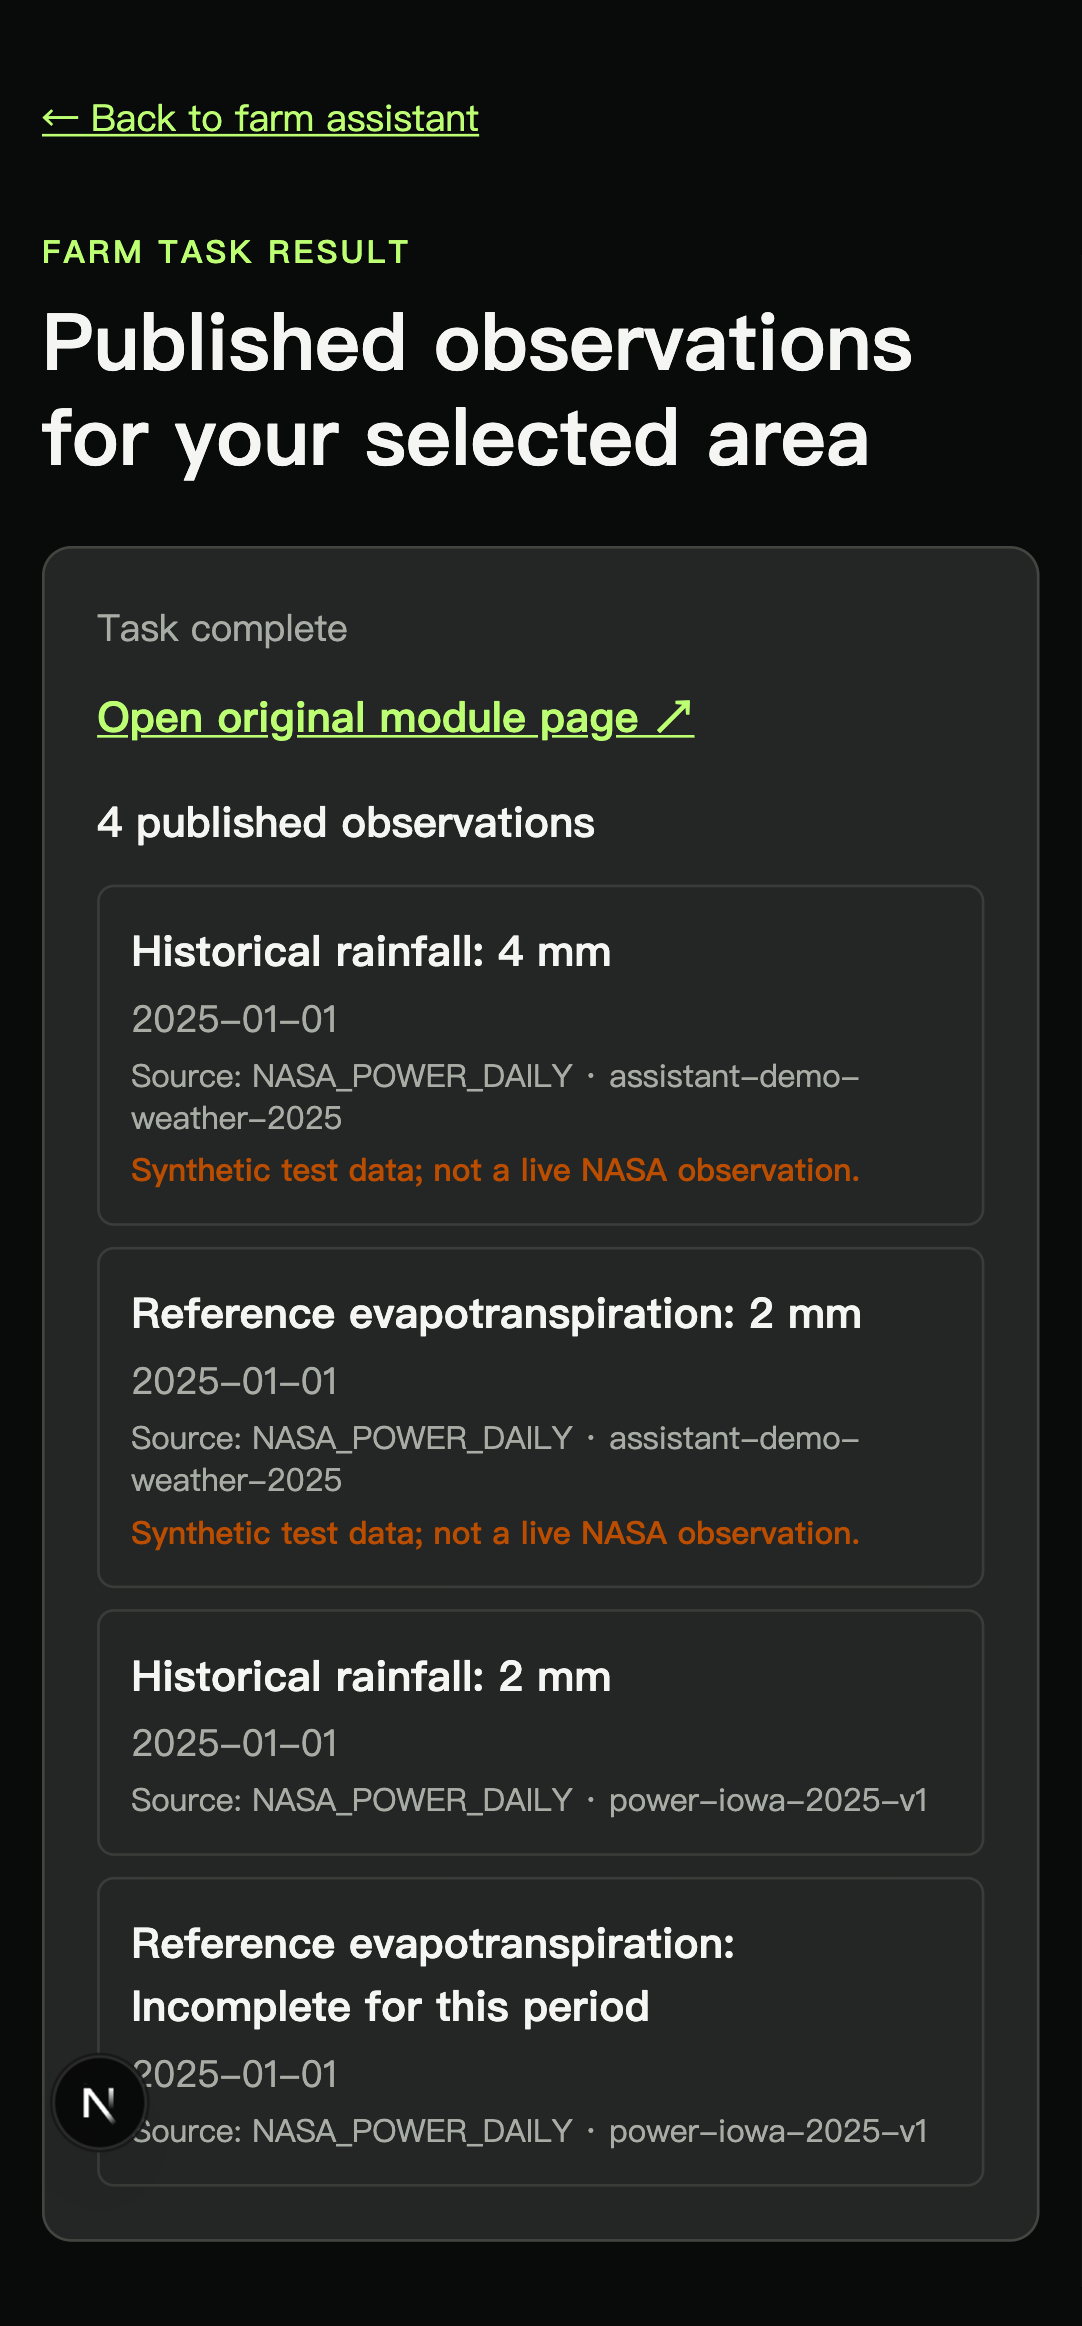 ← Back to farm assistant
FARM TASK RESULT
Published observations
for your selected area
Task complete
Open original module page ↗
4 published observations
Historical rainfall: 4 mm
2025-01-01
Source: NASA_POWER_DAILY · assistant-demo-
weather-2025
Synthetic test data; not a live NASA observation.
Reference evapotranspiration: 2 mm
2025-01-01
Source: NASA_POWER_DAILY · assistant-demo-
weather-2025
Synthetic test data; not a live NASA observation.
Historical rainfall: 2 mm
2025-01-01
Source: NASA_POWER_DAILY · power-iowa-2025-v1
Reference evapotranspiration:
Incomplete for this period
2025-01-01
Source: NASA_POWER_DAILY · power-iowa-2025-v1
N